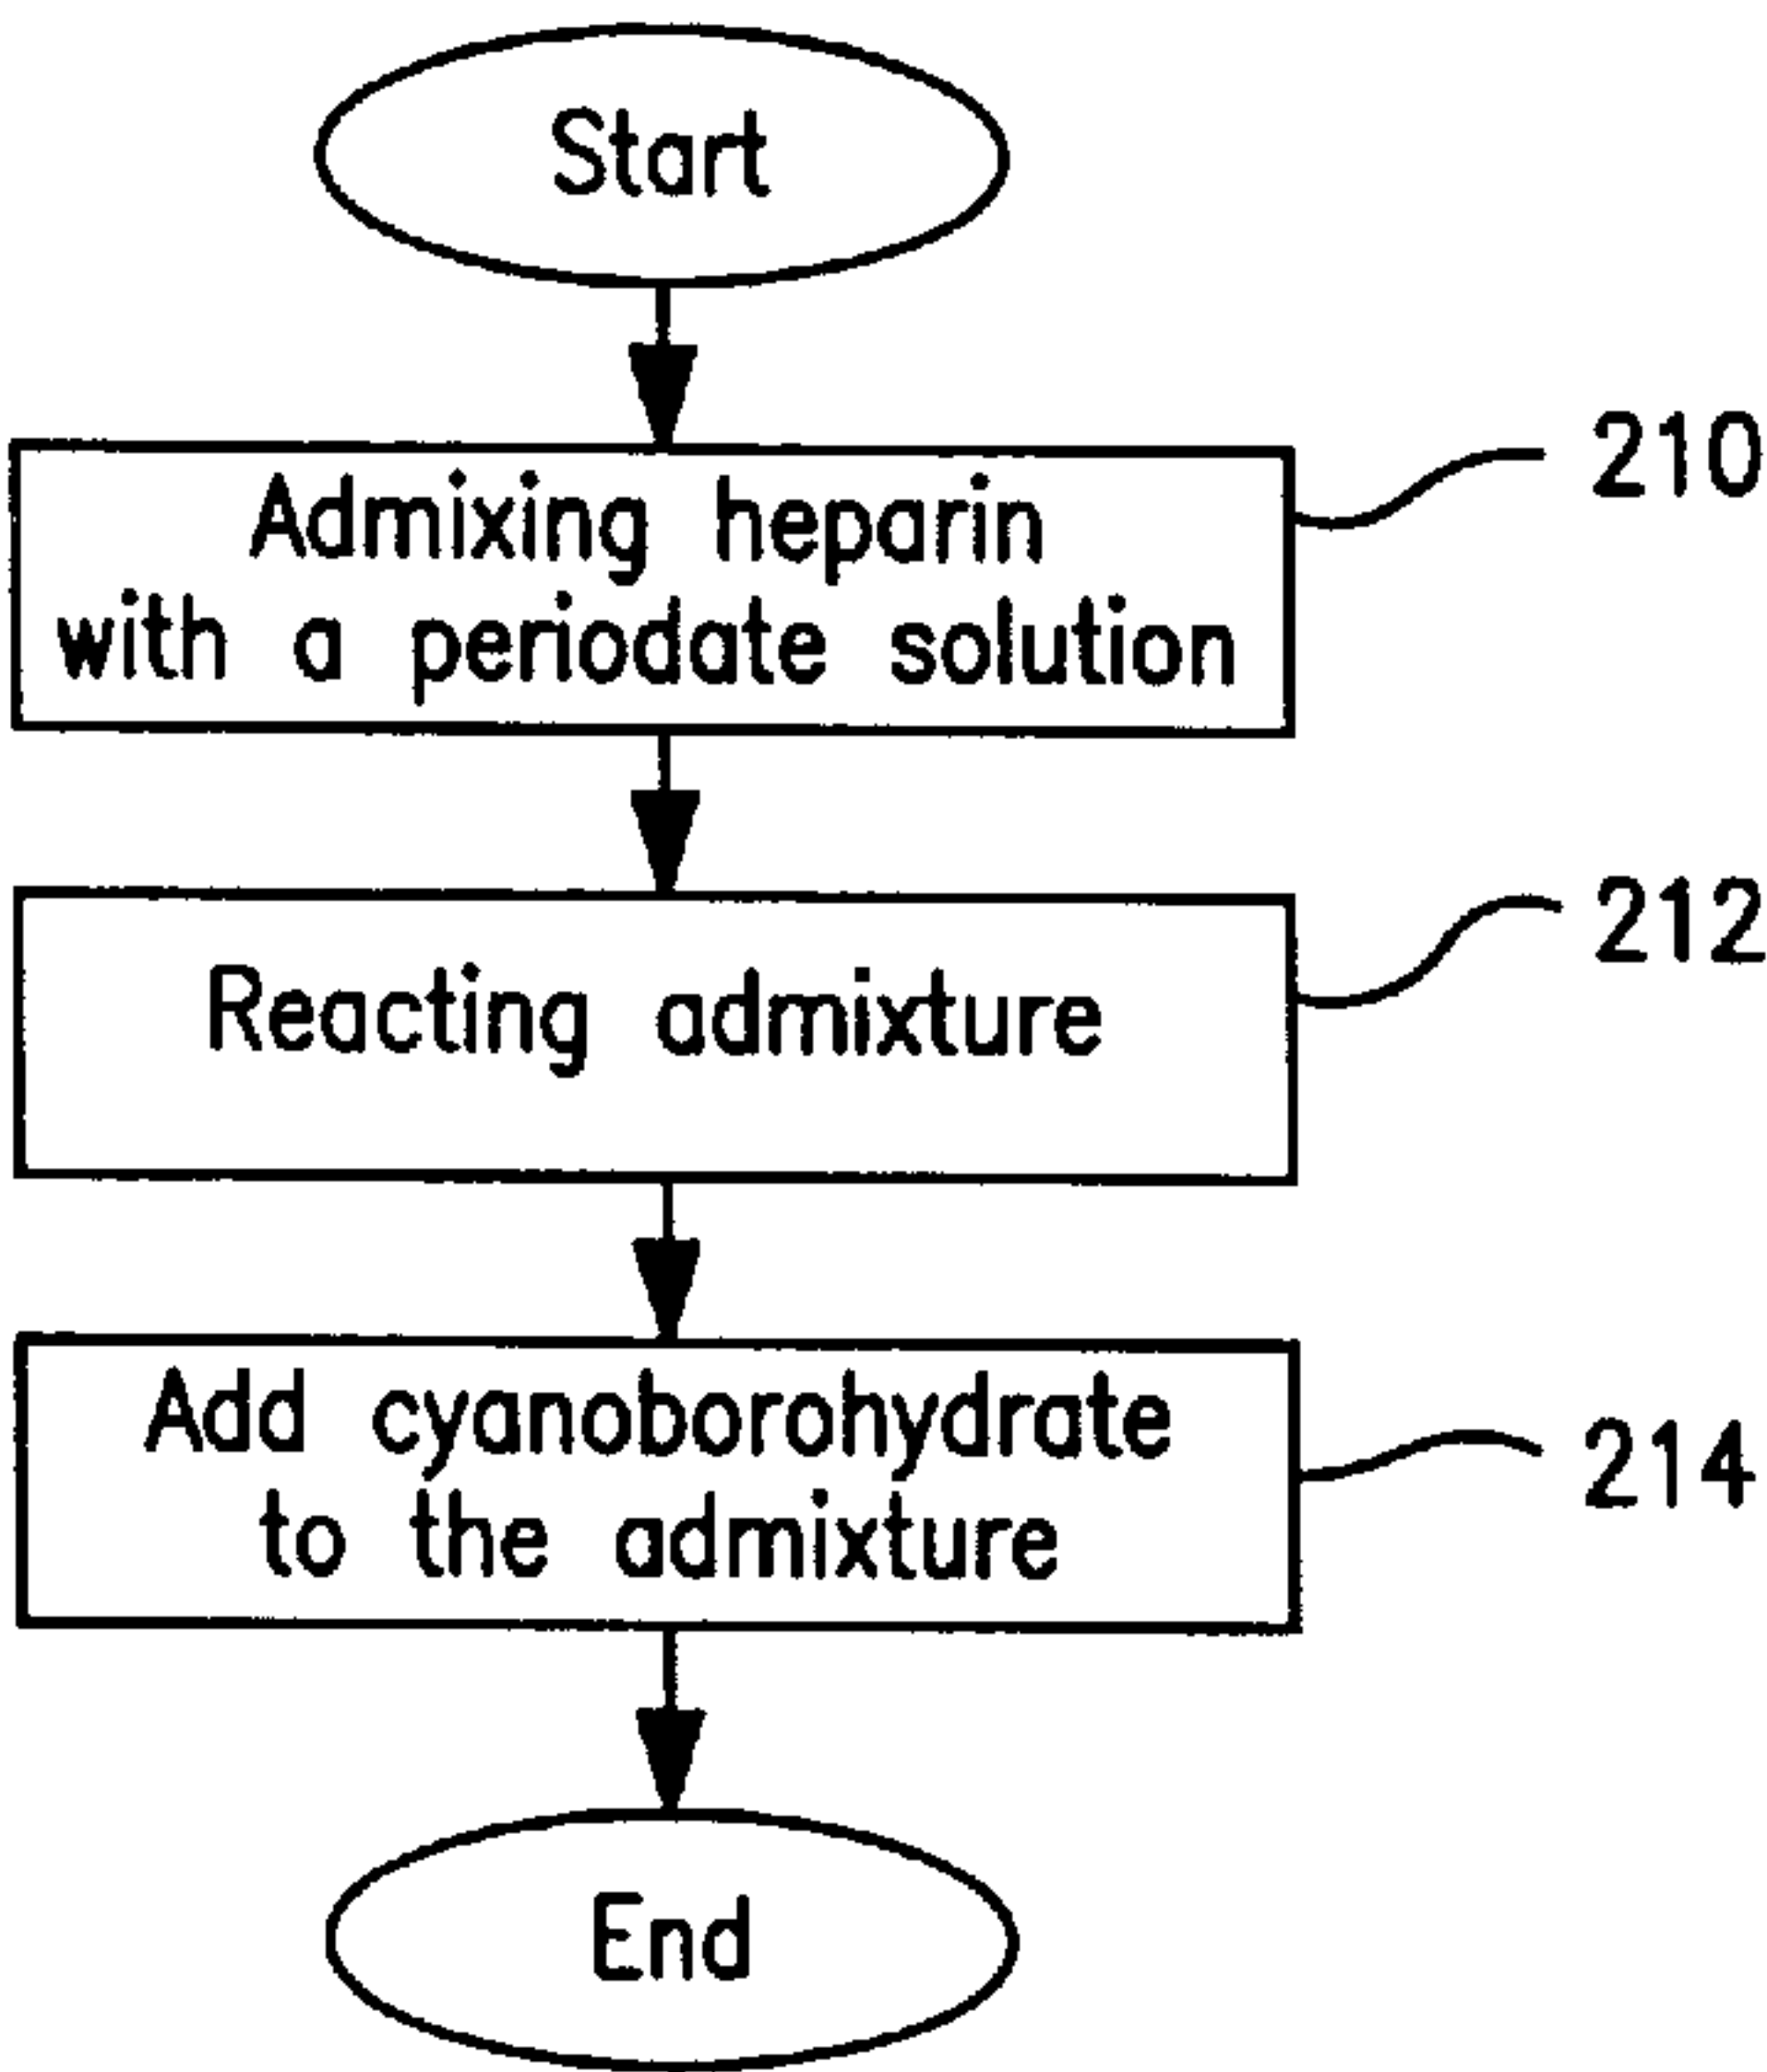 Start
Admixing heparin
with a periodate solution
210
Reacting admixture
212
Add cyanoborohydrate
to the admixture
214
End